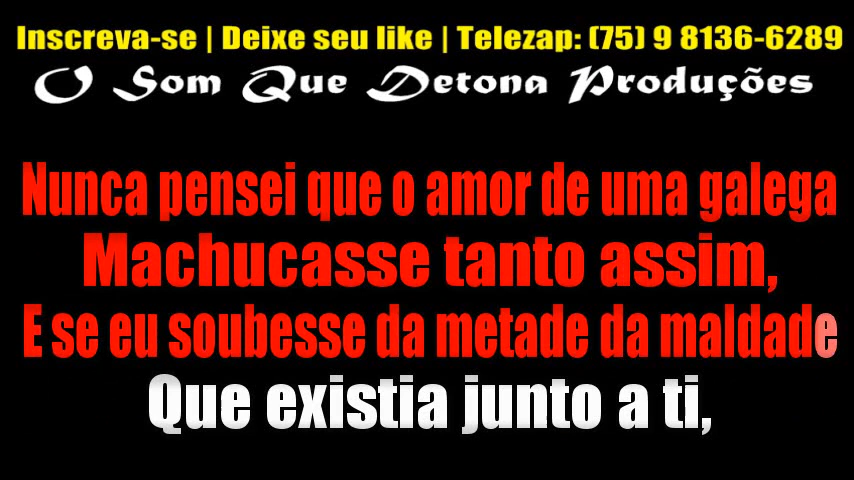 Inscreva-se | Deixe seu like | Telezap: (75) 9 8136-6289
O Som Que Detona Produções
Nunca pensei que o amor de uma galega
Machucasse tanto assim,
E se eu soubesse da metade da maldade
Que existia junto a ti,